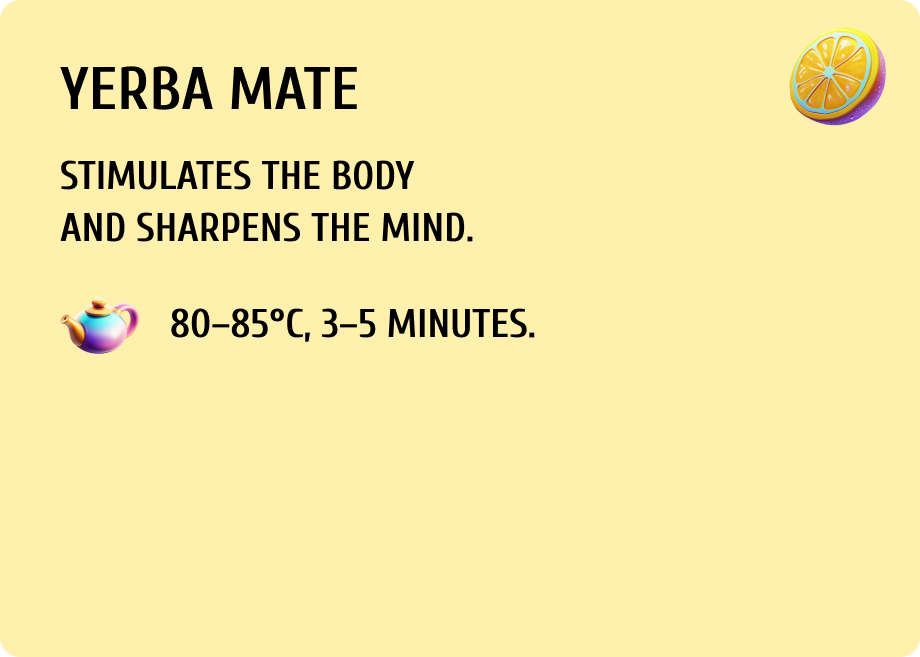 YERBA MATE
STIMULATES THE BODY
AND SHARPENS THE MIND.
80–85°C, 3–5 MINUTES.